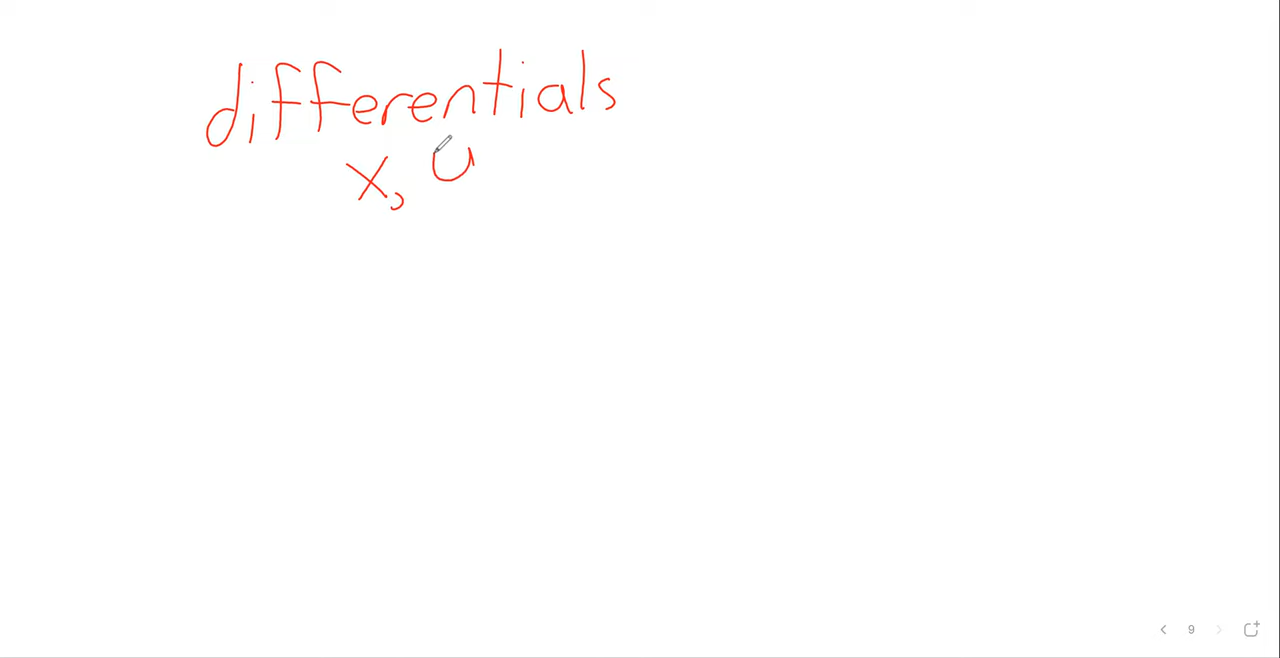 differentials
x, u
9